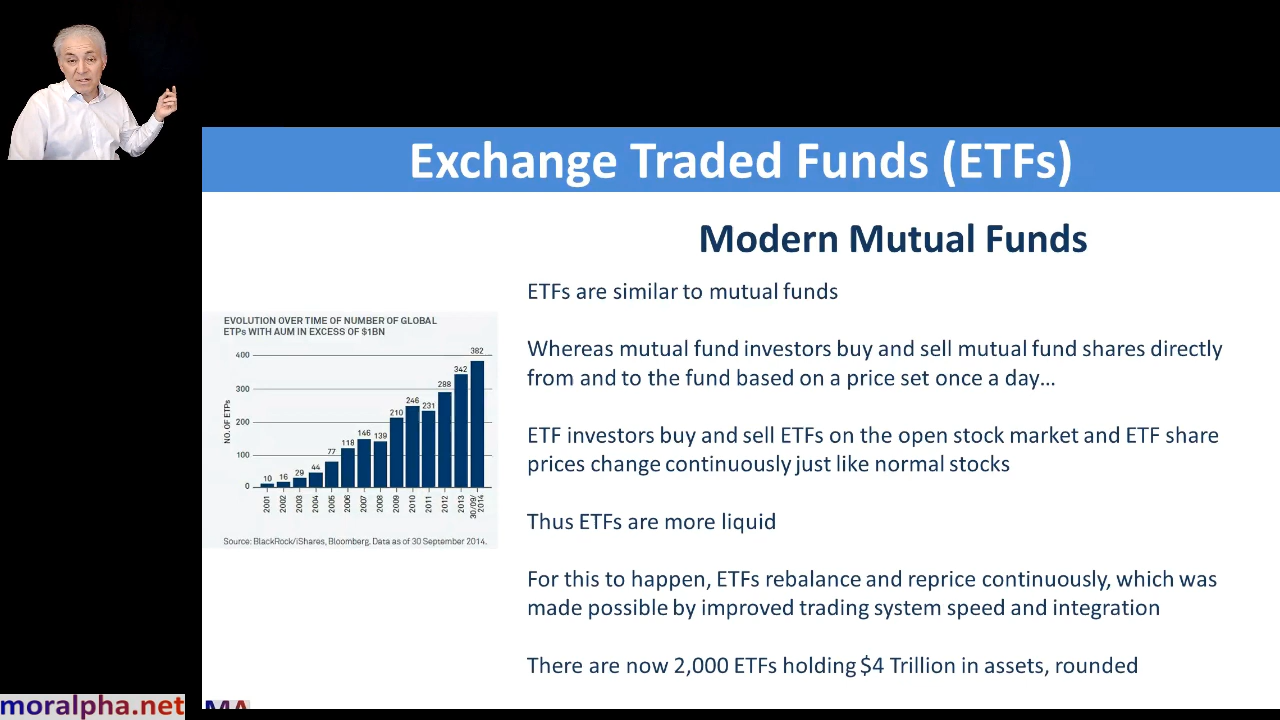 Exchange Traded Funds (ETFs)
Modern Mutual Funds
ETFs are similar to mutual funds
Whereas mutual fund investors buy and sell mutual fund shares directly
from and to the fund based on a price set once a day...
ETF investors buy and sell ETFs on the open stock market and ETF share
prices change continuously just like normal stocks
Thus ETFs are more liquid
For this to happen, ETFs rebalance and reprice continuously, which was
made possible by improved trading system speed and integration
There are now 2,000 ETFs holding $4 Trillion in assets, rounded
EVOLUTION OVER TIME OF NUMBER OF GLOBAL
ETPs WITH AUM IN EXCESS OF $1BN
NO. OF ETPs
400
300
200
100
0
10
16
29
44
77
118
146
139
210
246
231
288
342
382
2001
2002
2003
2004
2005
2006
2007
2008
2009
2010
2011
2012
2013
30/09/
2014
Source: BlackRock/iShares, Bloomberg. Data as of 30 September 2014.
moralpha.net
MA